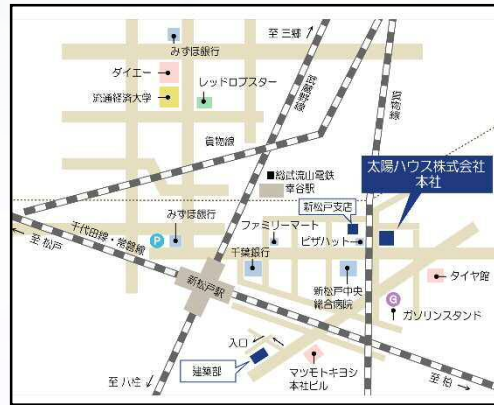 みずほ銀行
至 三郷
ダイエー
レッドロブスター
流通経済大学
武蔵野線
貨物線
貨物線
太陽ハウス株式会社
本社
総武流山電鉄
幸谷駅
新松戸支店
みずほ銀行
ファミリーマート
千代田線・常磐線
P
ピザハット
至 松戸
千葉銀行
新松戸駅
新松戸中央
総合病院
タイヤ館
G
ガソリンスタンド
入口
建築部
マツモトキヨシ
本社ビル
至 八柱
至 柏